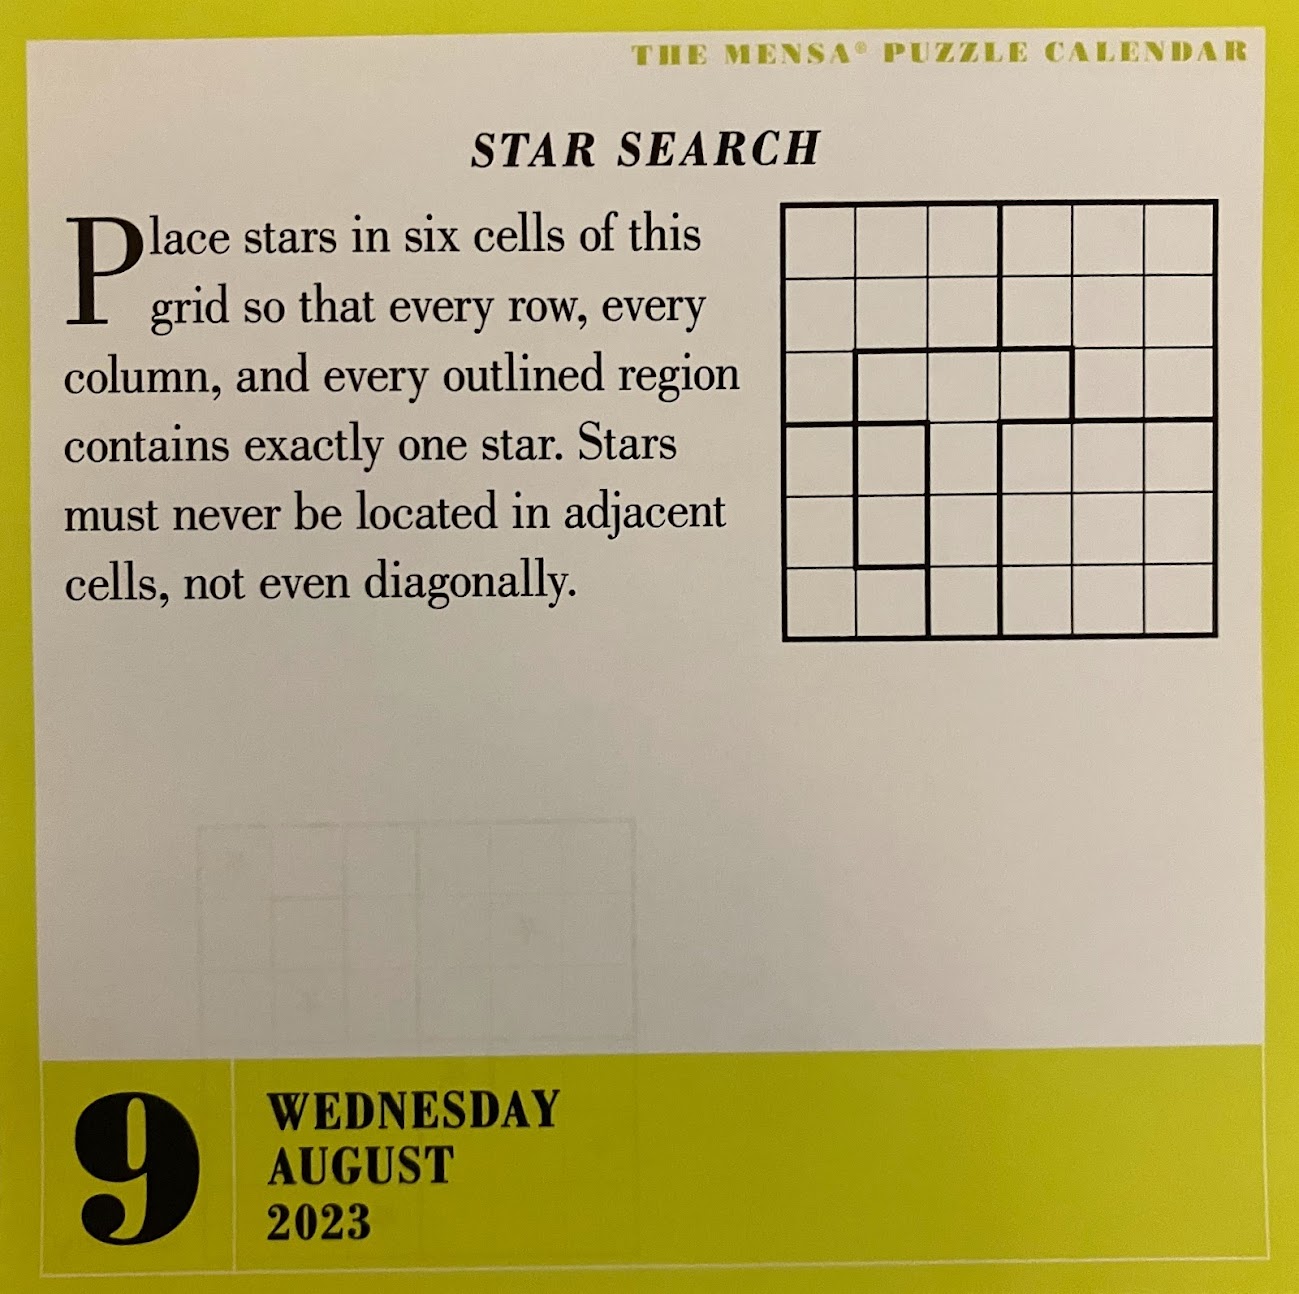 THE MENSA® PUZZLE CALENDAR
STAR SEARCH
Place stars in six cells of this
grid so that every row, every
column, and every outlined region
contains exactly one star. Stars
must never be located in adjacent
cells, not even diagonally.
9
WEDNESDAY
AUGUST
2023